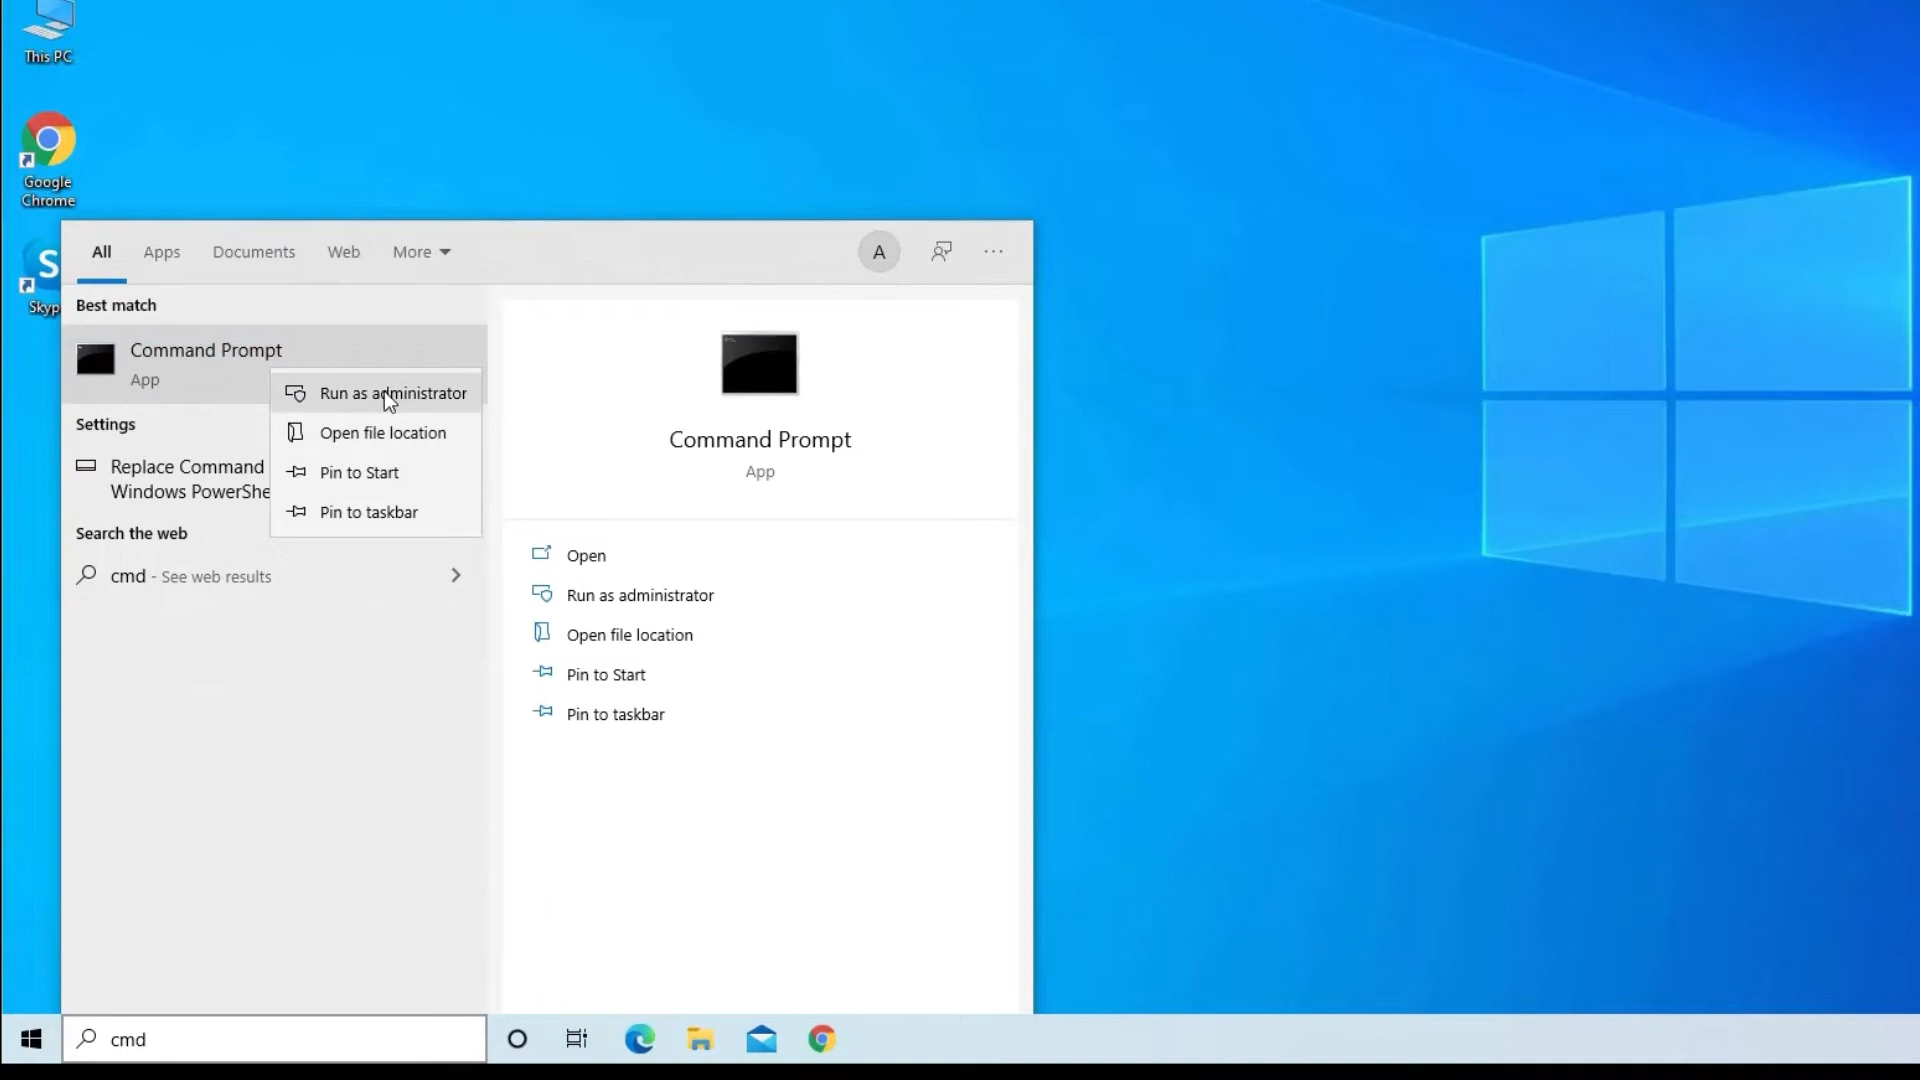 This PC
Google
Chrome
S
Skyp
All
Apps
Documents
Web
More
A
Best match
Command Prompt
App
Run as administrator
Open file location
Pin to Start
Pin to taskbar
Settings
Replace Command
Windows PowerShe
Search the web
cmd - See web results
Command Prompt
App
Open
Run as administrator
Open file location
Pin to Start
Pin to taskbar
cmd